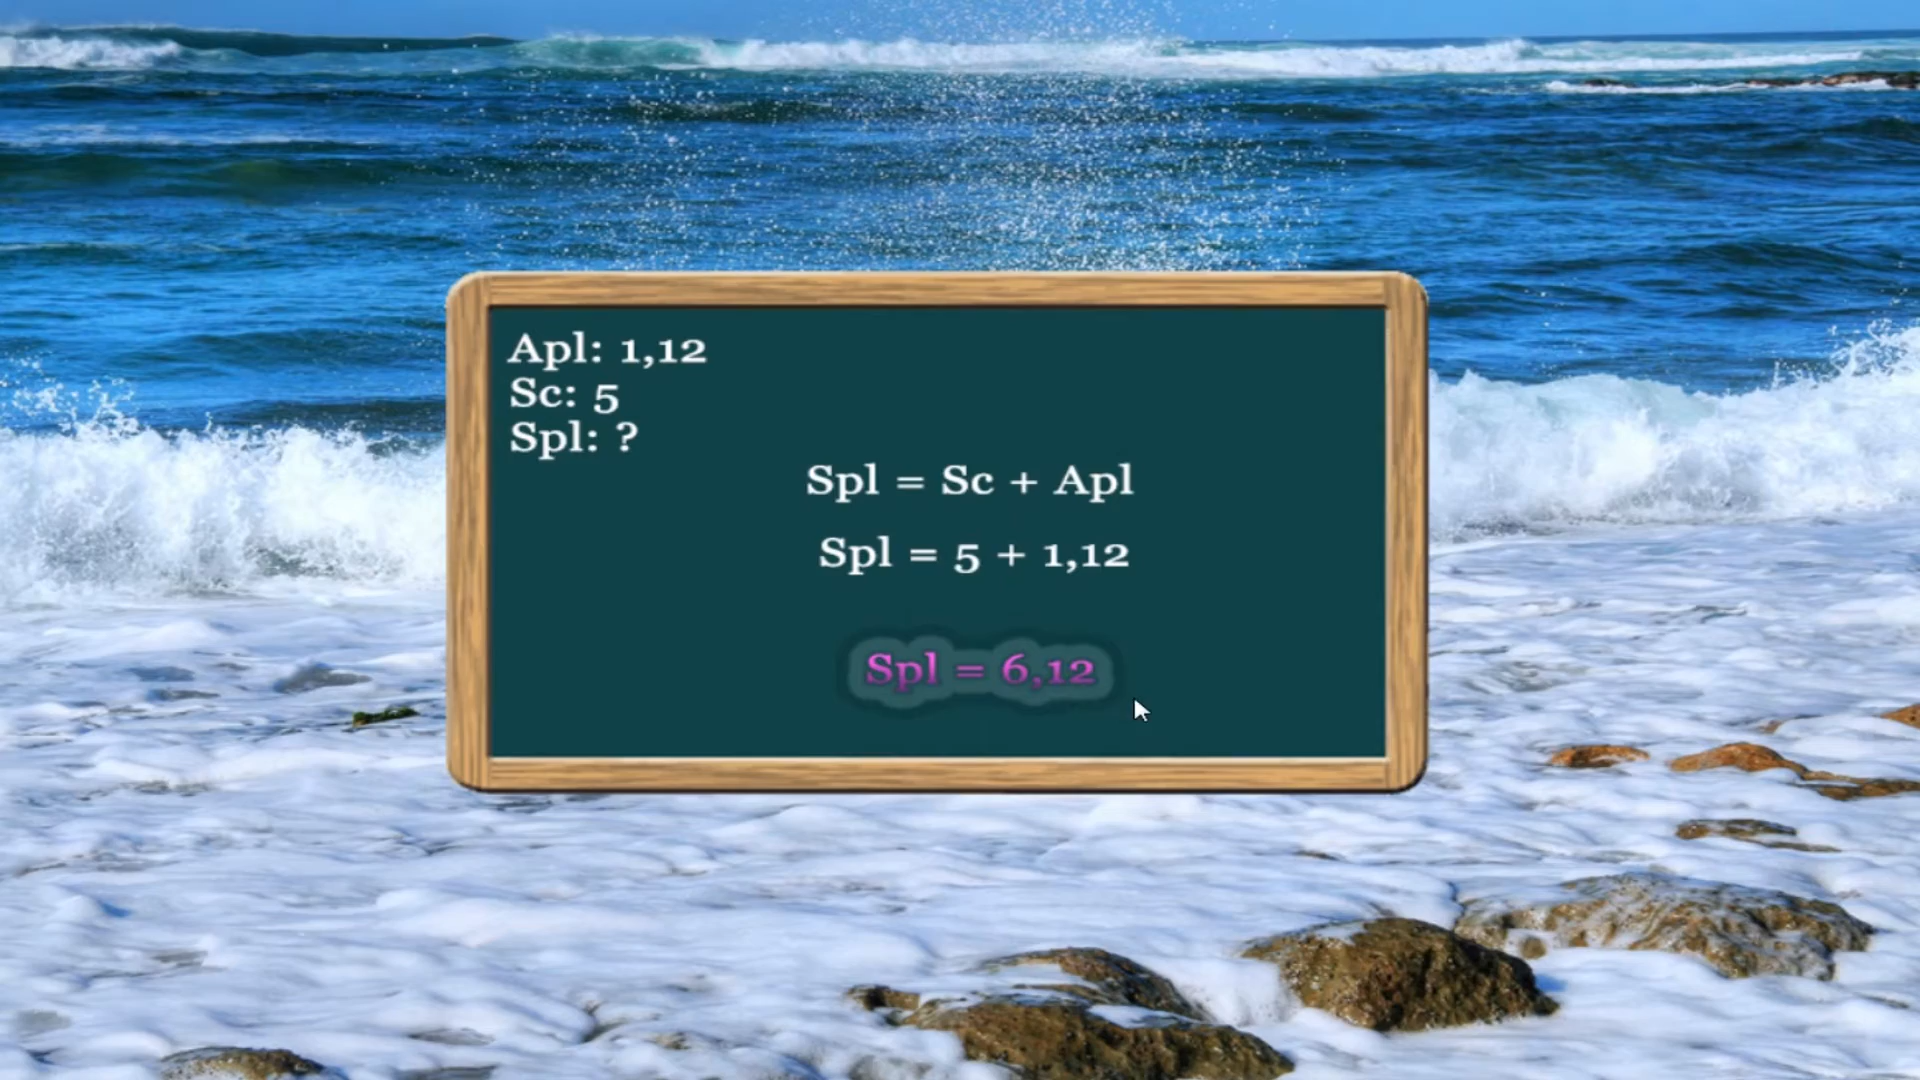 Apl: 1,12
Sc: 5
Spl: ?
Spl = Sc + Apl
Spl = 5 + 1,12
Spl = 6,12